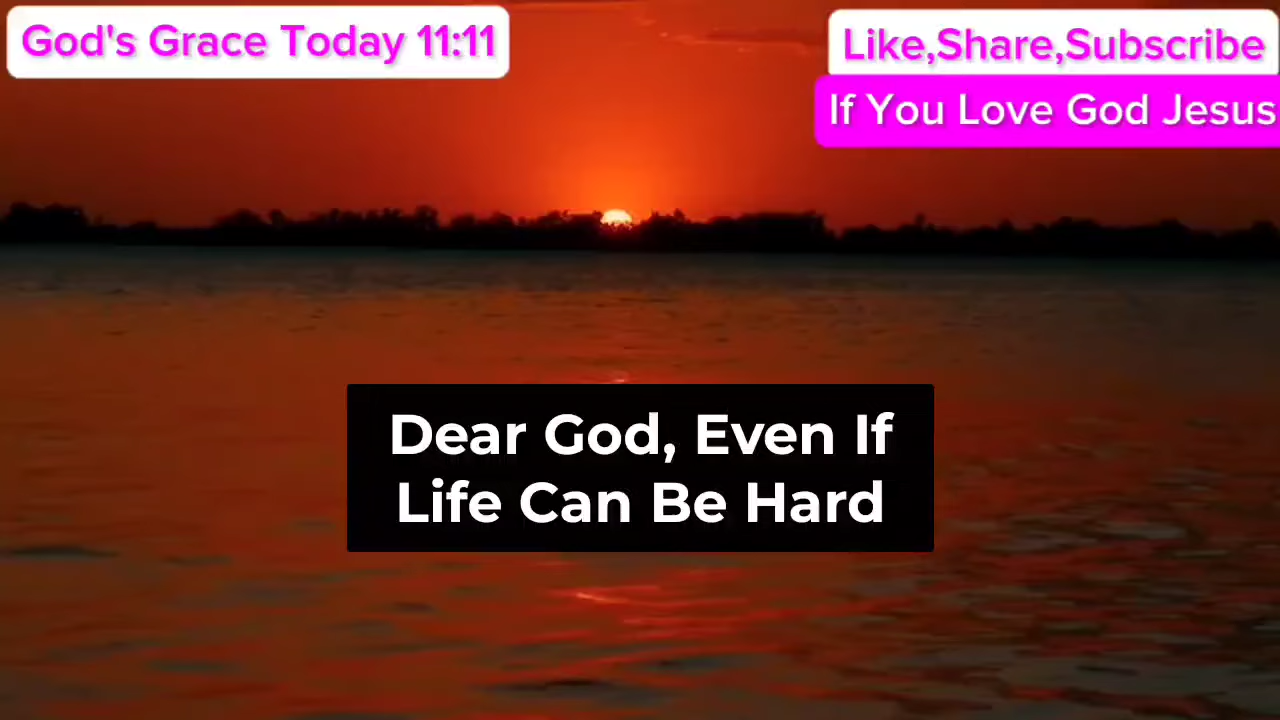 God's Grace Today 11:11
Like,Share,Subscribe
If You Love God Jesus
Dear God, Even If
Life Can Be Hard